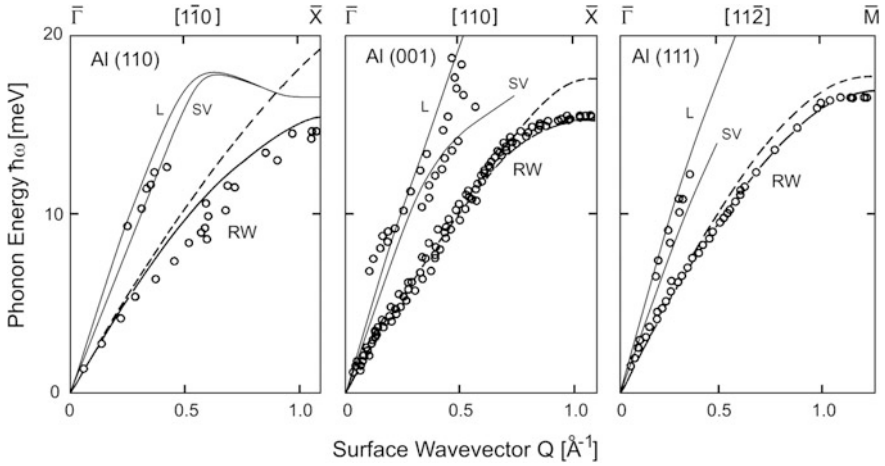 Γ̅ [11̅0] X̅
Γ̅ [110] X̅
Γ̅ [112̅] M̅
Al (110)
L
SV
RW
Al (001)
L
SV
RW
Al (111)
L
SV
RW
20
10
0
0 0.5 1.0
0 0.5 1.0
0 0.5 1.0
Phonon Energy ħω [meV]
Surface Wavevector Q [Å⁻¹]